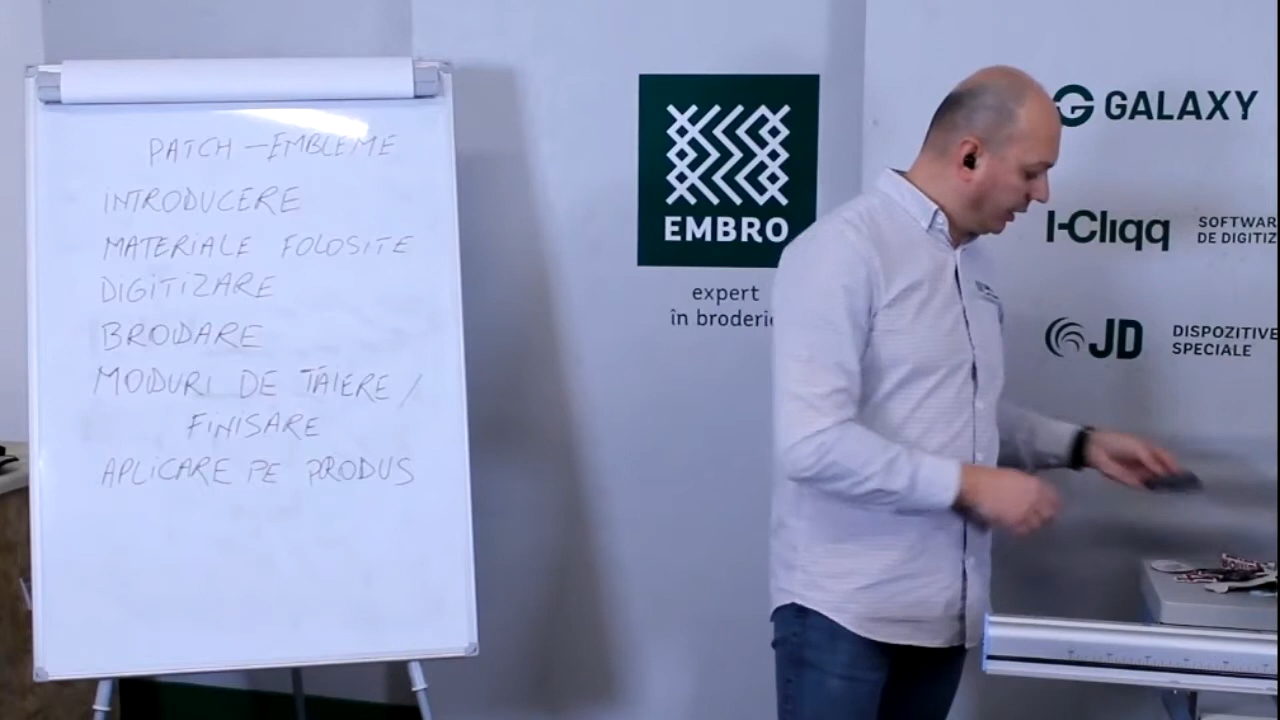 PATCH - EMBLEME
INTRODUCERE
MATERIALE FOLOSITE
DIGITIZARE
BRODARE
MODURI DE TĂIERE /
FINISARE
APLICARE PE PRODUS
EMBRO
expert
în broderie
GALAXY
I-Cliqq
SOFTWAR
DE DIGITIZ
JD
DISPOZITIVE
SPECIALE